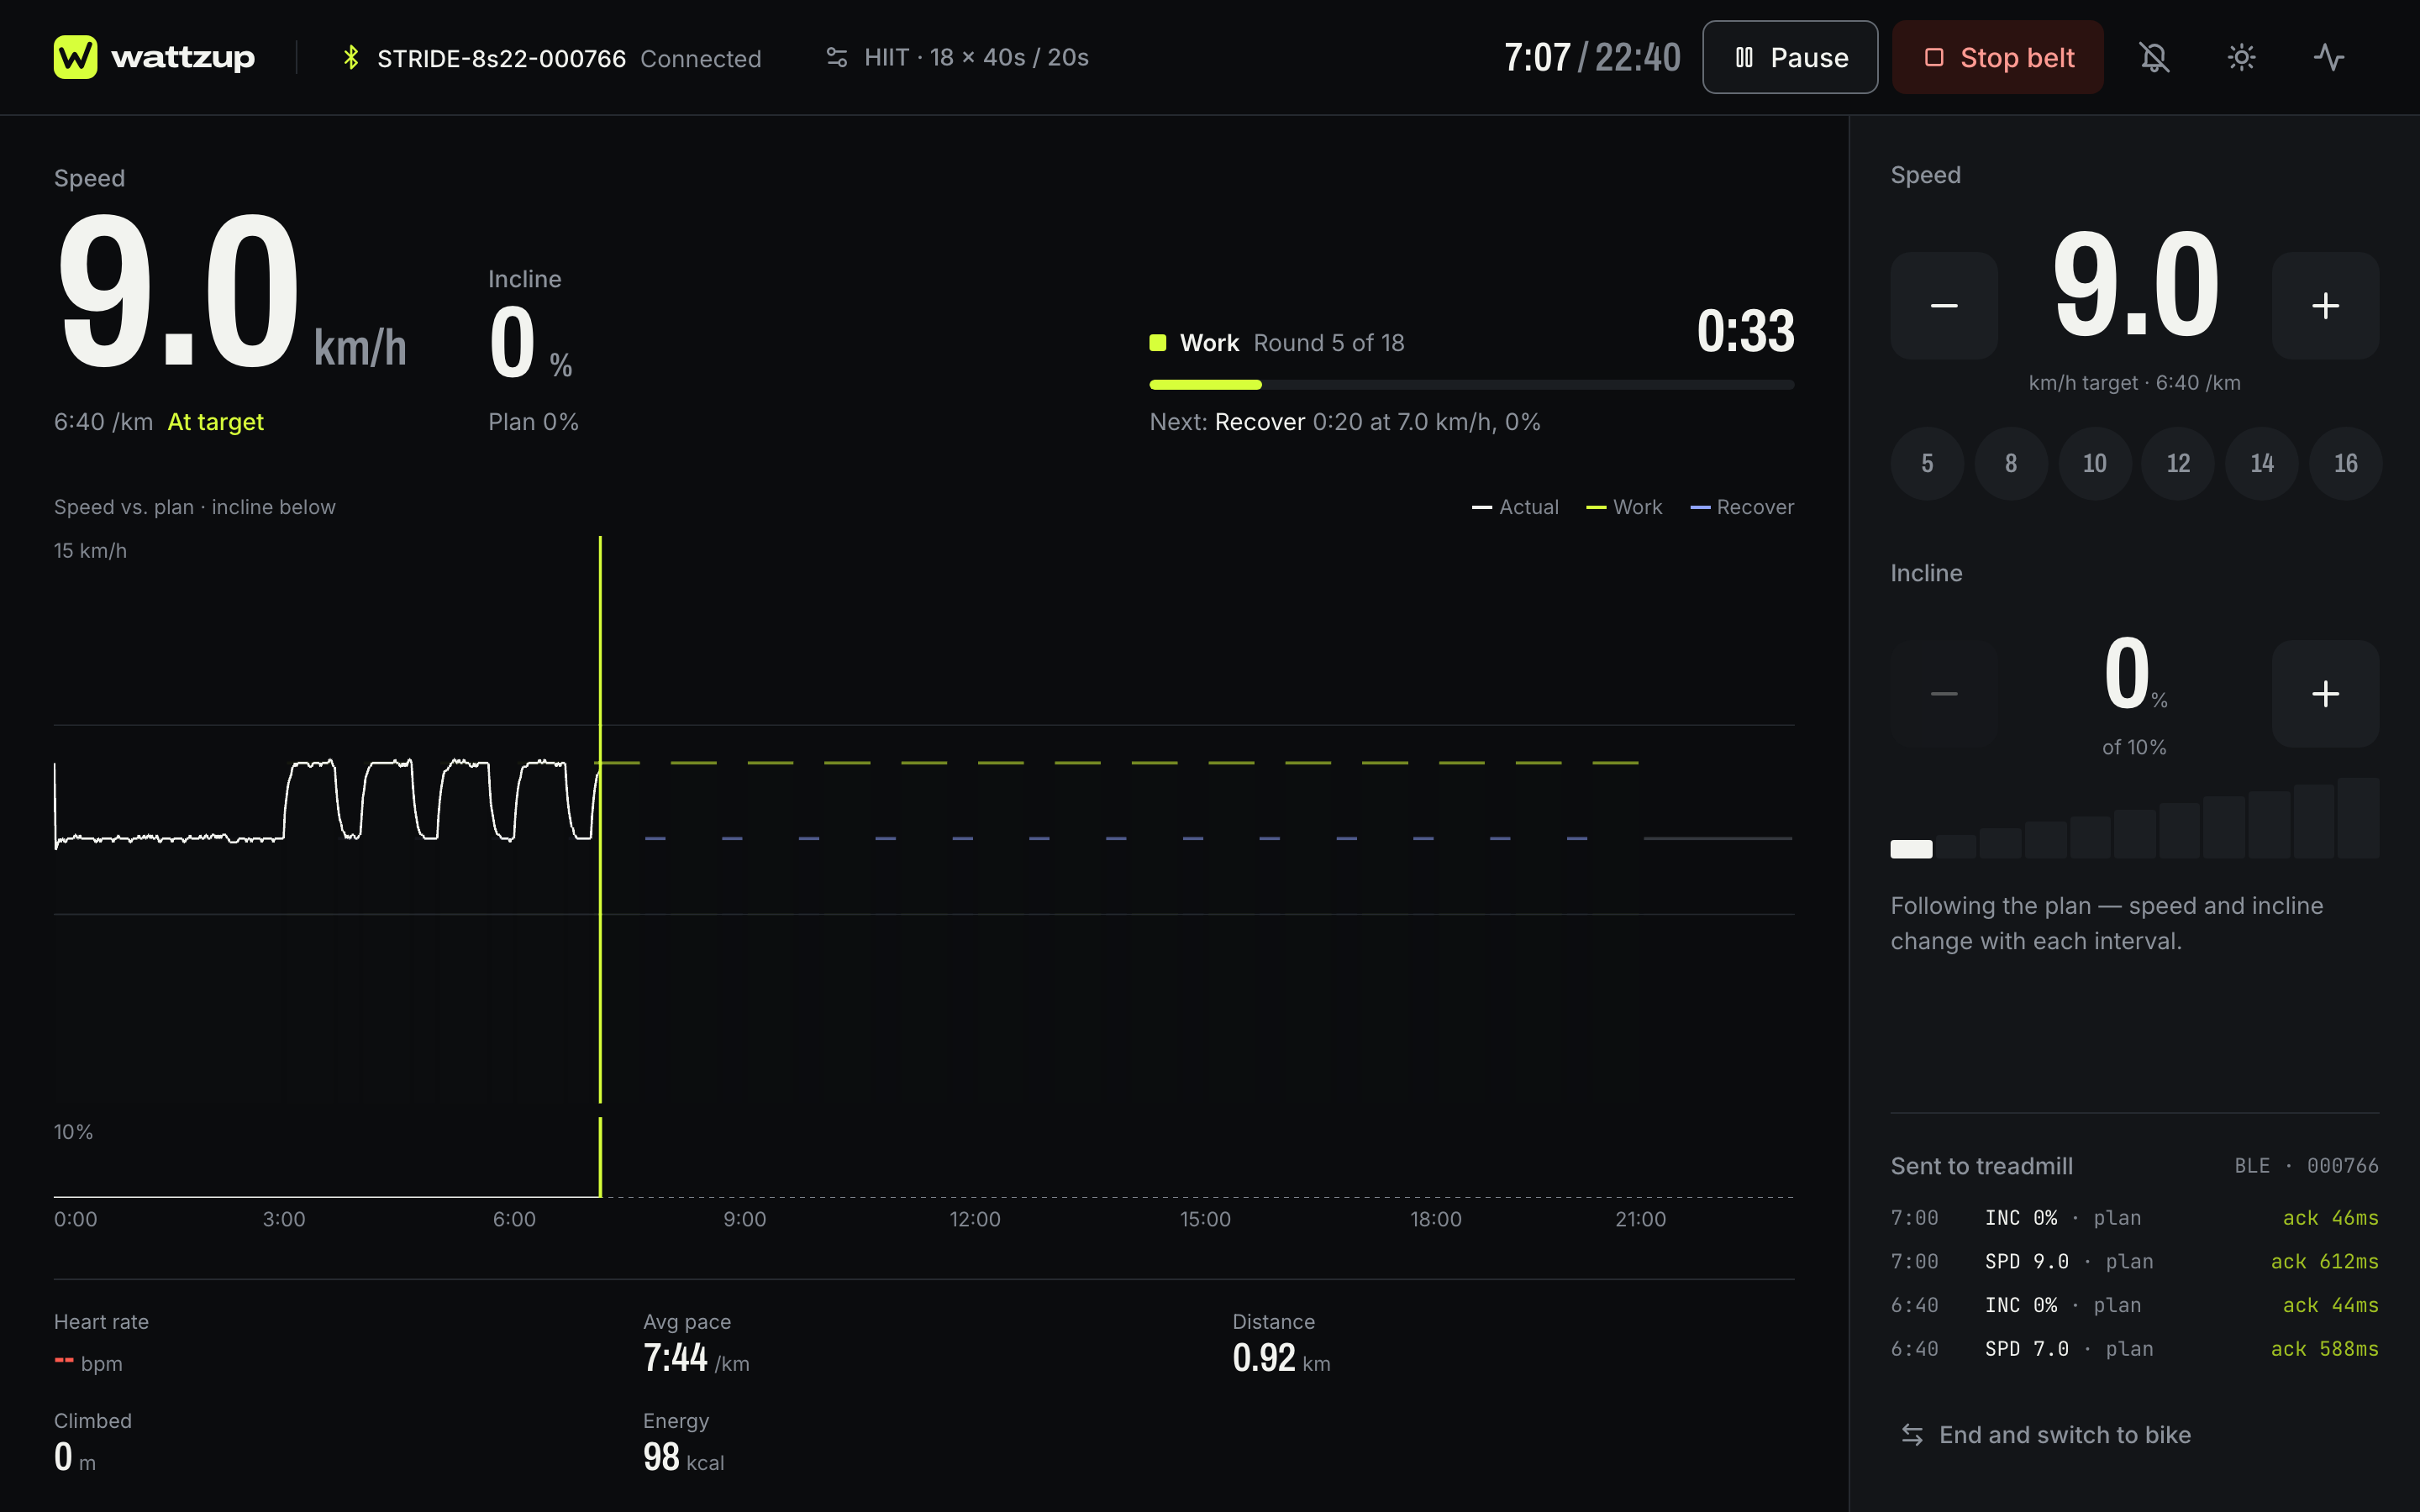 wattzup
STRIDE-8s22-000766 Connected
HIIT · 18 × 40s / 20s
7:07 / 22:40
Pause
Stop belt
Speed
9.0 km/h
6:40 /km At target
Incline
0 %
Plan 0%
Work Round 5 of 18
0:33
Next: Recover 0:20 at 7.0 km/h, 0%
Speed vs. plan · incline below
Actual Work Recover
15 km/h
10%
0:00 3:00 6:00 9:00 12:00 15:00 18:00 21:00
Heart rate
-- bpm
Avg pace
7:44 /km
Distance
0.92 km
Climbed
0 m
Energy
98 kcal
Speed
− 9.0 +
km/h target · 6:40 /km
5 8 10 12 14 16
Incline
− 0% +
of 10%
Following the plan — speed and incline
change with each interval.
Sent to treadmill BLE · 000766
7:00 INC 0% · plan ack 46ms
7:00 SPD 9.0 · plan ack 612ms
6:40 INC 0% · plan ack 44ms
6:40 SPD 7.0 · plan ack 588ms
End and switch to bike